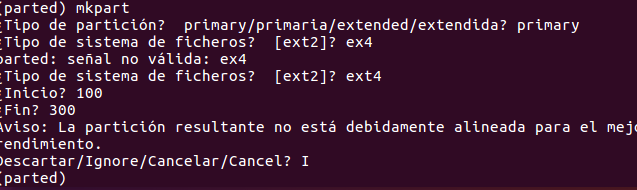 (parted) mkpart
¿Tipo de partición?  primary/primaria/extended/extendida? primary
¿Tipo de sistema de ficheros?  [ext2]? ex4
parted: señal no válida: ex4
¿Tipo de sistema de ficheros?  [ext2]? ext4
¿Inicio? 100
¿Fin? 300
Aviso: La partición resultante no está debidamente alineada para el mejo
rendimiento.
Descartar/Ignore/Cancelar/Cancel? I
(parted)